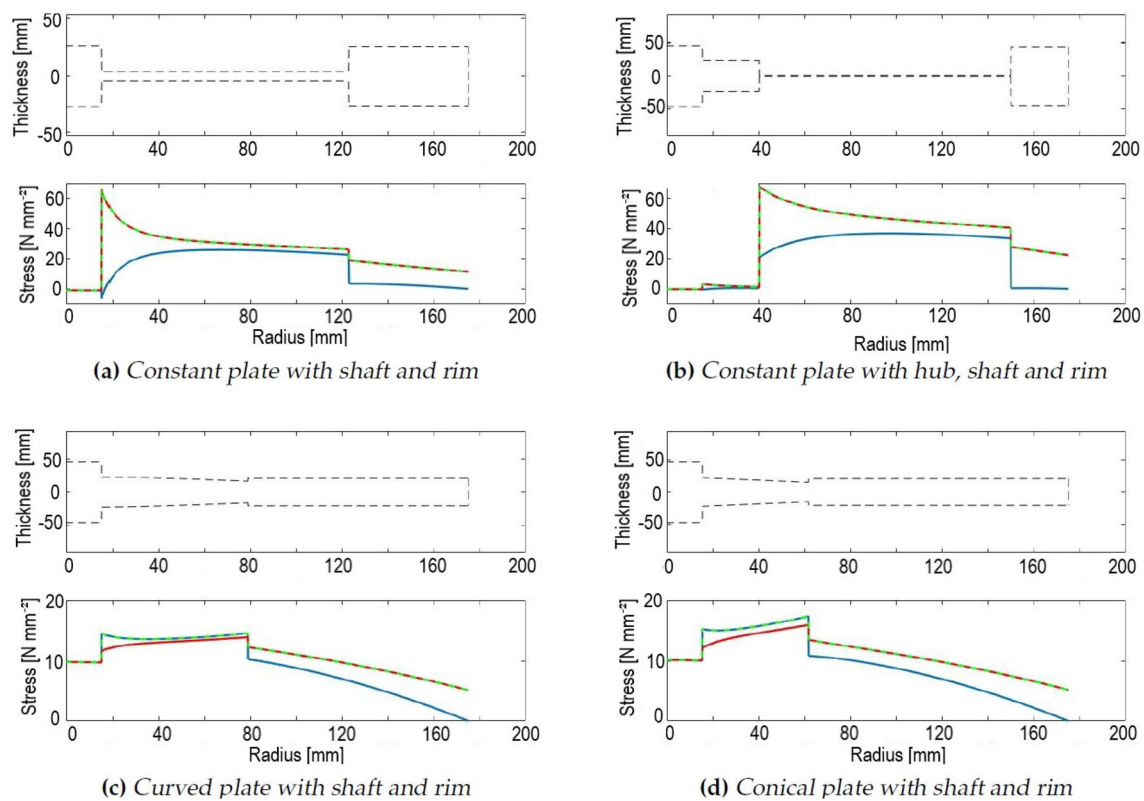 Thickness [mm]
50
0
-50
0 40 80 120 160 200
Stress [N mm⁻²]
60
40
20
0
0 40 80 120 160 200
Radius [mm]
(a) Constant plate with shaft and rim
Thickness [mm]
50
0
-50
0 40 80 120 160 200
Stress [N mm⁻²]
60
40
20
0
0 40 80 120 160 200
Radius [mm]
(b) Constant plate with hub, shaft and rim
Thickness [mm]
50
0
-50
0 40 80 120 160 200
Stress [N mm⁻²]
20
10
0
0 40 80 120 160 200
Radius [mm]
(c) Curved plate with shaft and rim
Thickness [mm]
50
0
-50
0 40 80 120 160 200
Stress [N mm⁻²]
20
10
0
0 40 80 120 160 200
Radius [mm]
(d) Conical plate with shaft and rim